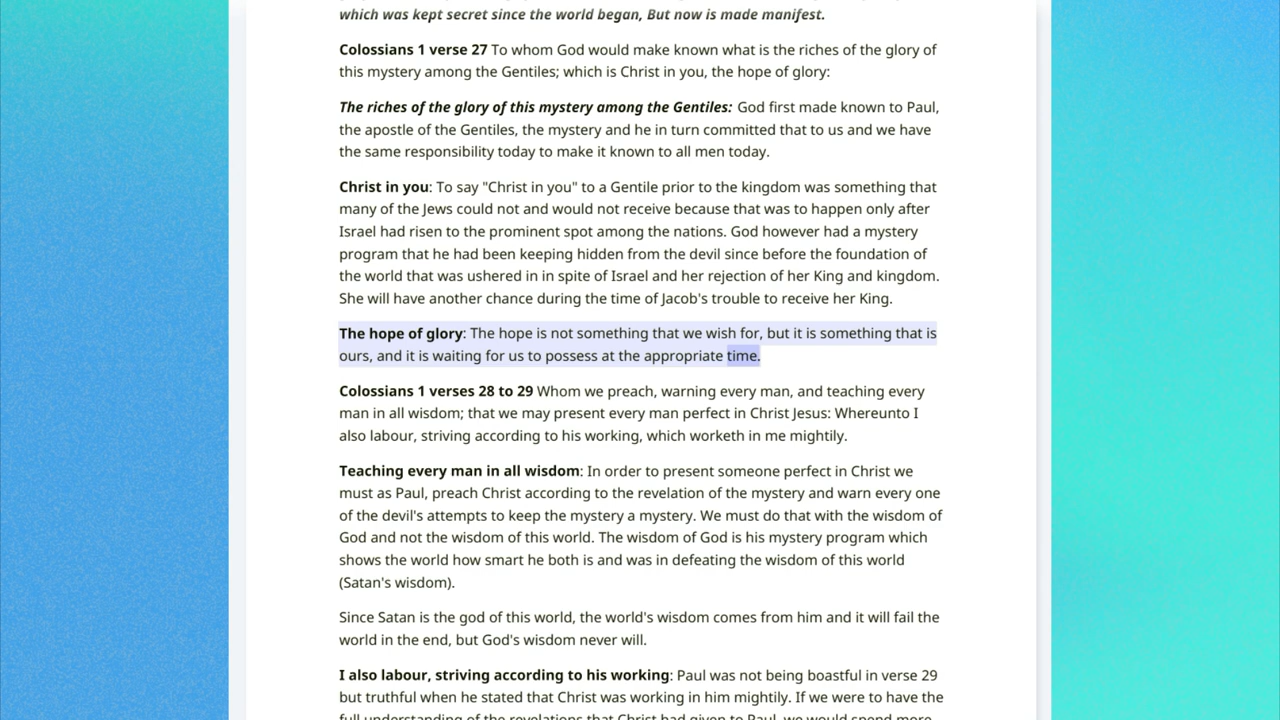 which was kept secret since the world began, But now is made manifest.
Colossians 1 verse 27 To whom God would make known what is the riches of the glory of
this mystery among the Gentiles; which is Christ in you, the hope of glory:
The riches of the glory of this mystery among the Gentiles: God first made known to Paul,
the apostle of the Gentiles, the mystery and he in turn committed that to us and we have
the same responsibility today to make it known to all men today.
Christ in you: To say "Christ in you" to a Gentile prior to the kingdom was something that
many of the Jews could not and would not receive because that was to happen only after
Israel had risen to the prominent spot among the nations. God however had a mystery
program that he had been keeping hidden from the devil since before the foundation of
the world that was ushered in in spite of Israel and her rejection of her King and kingdom.
She will have another chance during the time of Jacob's trouble to receive her King.
The hope of glory: The hope is not something that we wish for, but it is something that is
ours, and it is waiting for us to possess at the appropriate time.
Colossians 1 verses 28 to 29 Whom we preach, warning every man, and teaching every
man in all wisdom; that we may present every man perfect in Christ Jesus: Whereunto I
also labour, striving according to his working, which worketh in me mightily.
Teaching every man in all wisdom: In order to present someone perfect in Christ we
must as Paul, preach Christ according to the revelation of the mystery and warn every one
of the devil's attempts to keep the mystery a mystery. We must do that with the wisdom of
God and not the wisdom of this world. The wisdom of God is his mystery program which
shows the world how smart he both is and was in defeating the wisdom of this world
(Satan's wisdom).
Since Satan is the god of this world, the world's wisdom comes from him and it will fail the
world in the end, but God's wisdom never will.
I also labour, striving according to his working: Paul was not being boastful in verse 29
but truthful when he stated that Christ was working in him mightily. If we were to have the
full understanding of the revelations that Christ had given to Paul, we would spend more